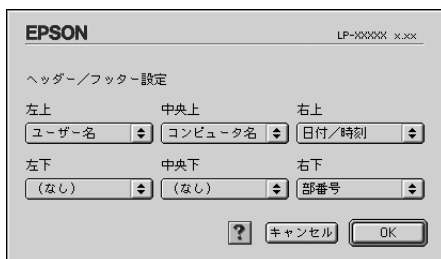 EPSON LP-XXXXX x.xx
ヘッダー／フッター設定
左上 中央上 右上
ユーザー名 コンピュータ名 日付／時刻
左下 中央下 右下
（なし） （なし） 部番号
? キャンセル OK